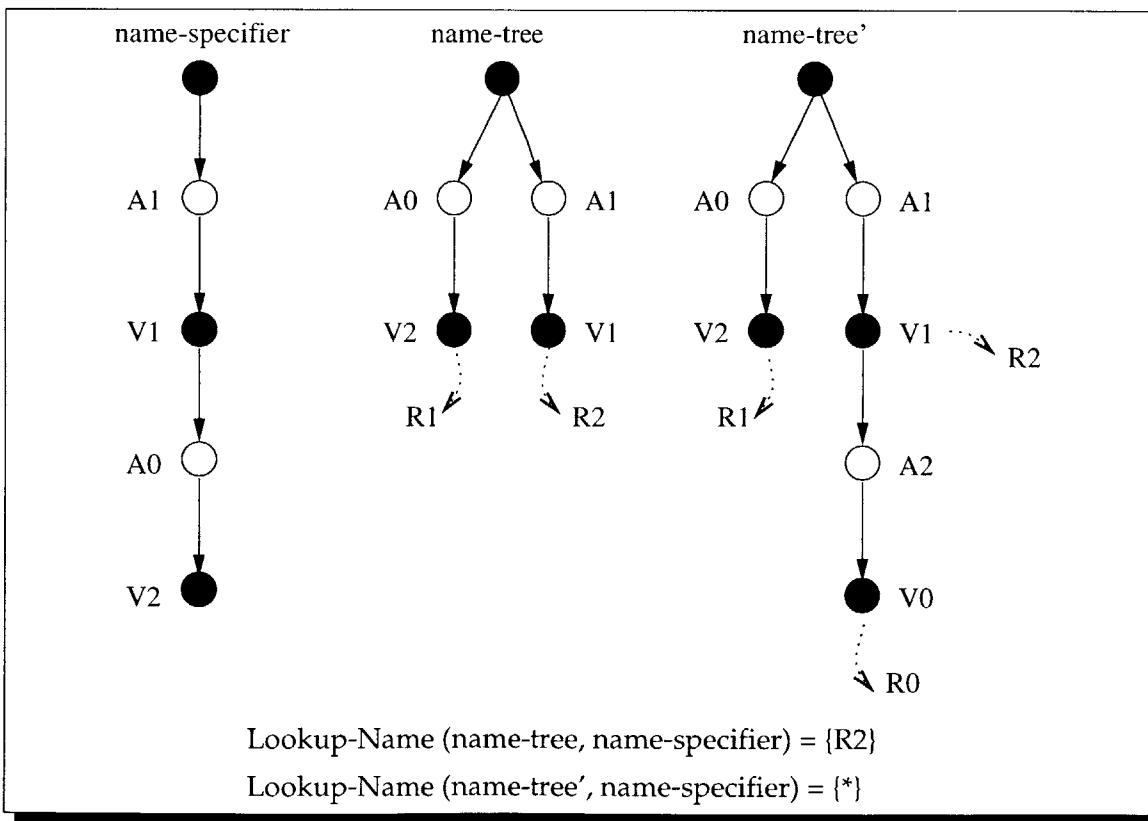 name-specifier name-tree name-tree’
A1 A0 A1 A0 A1
V1 V2 V1 V2 V1
R2
R1 R2 R1
A0 A2
V2 V0
R0
Lookup-Name (name-tree, name-specifier) = {R2}
Lookup-Name (name-tree’, name-specifier) = {*}